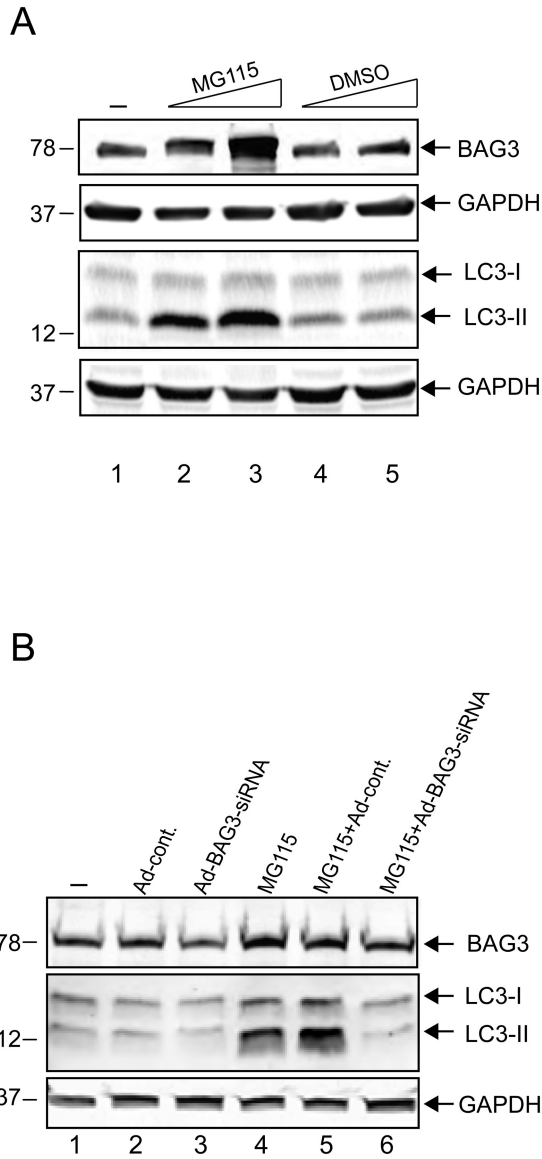 A
– MG115 DMSO
78 – BAG3
37 – GAPDH
LC3-I
LC3-II
12 –
37 – GAPDH
1 2 3 4 5
B
– Ad-cont. Ad-BAG3-siRNA MG115 MG115+Ad-cont. MG115+Ad-BAG3-siRNA
78 – BAG3
LC3-I
LC3-II
12 –
37 – GAPDH
1 2 3 4 5 6